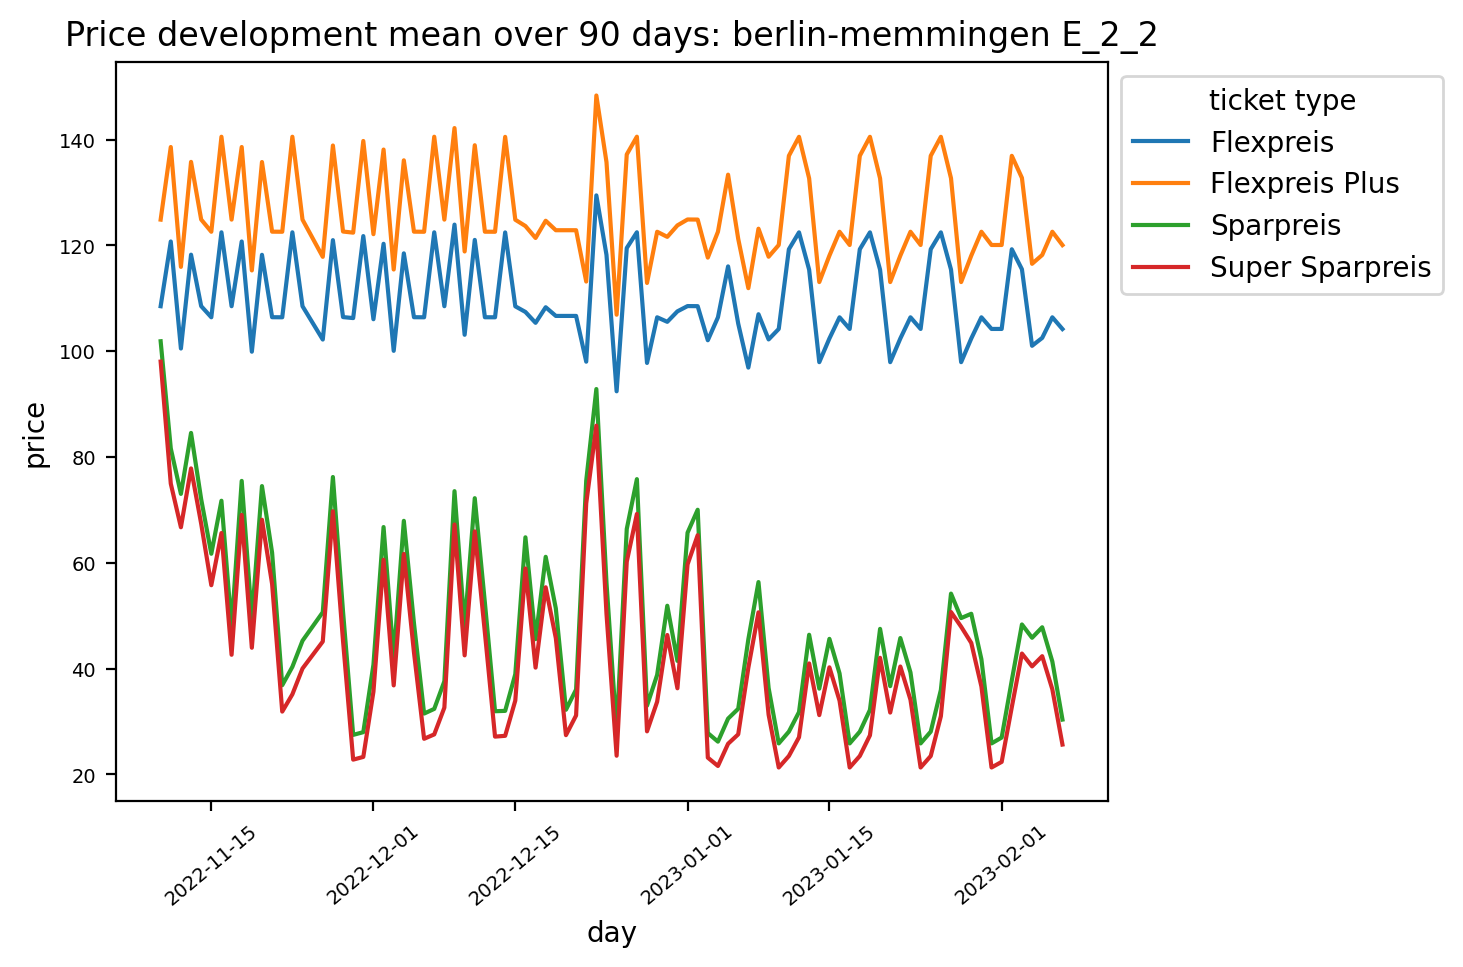 Price development mean over 90 days: berlin-memmingen E_2_2
ticket type
Flexpreis
Flexpreis Plus
Sparpreis
Super Sparpreis
price
140
120
100
80
60
40
20
2022-11-15
2022-12-01
2022-12-15
2023-01-01
2023-01-15
2023-02-01
day